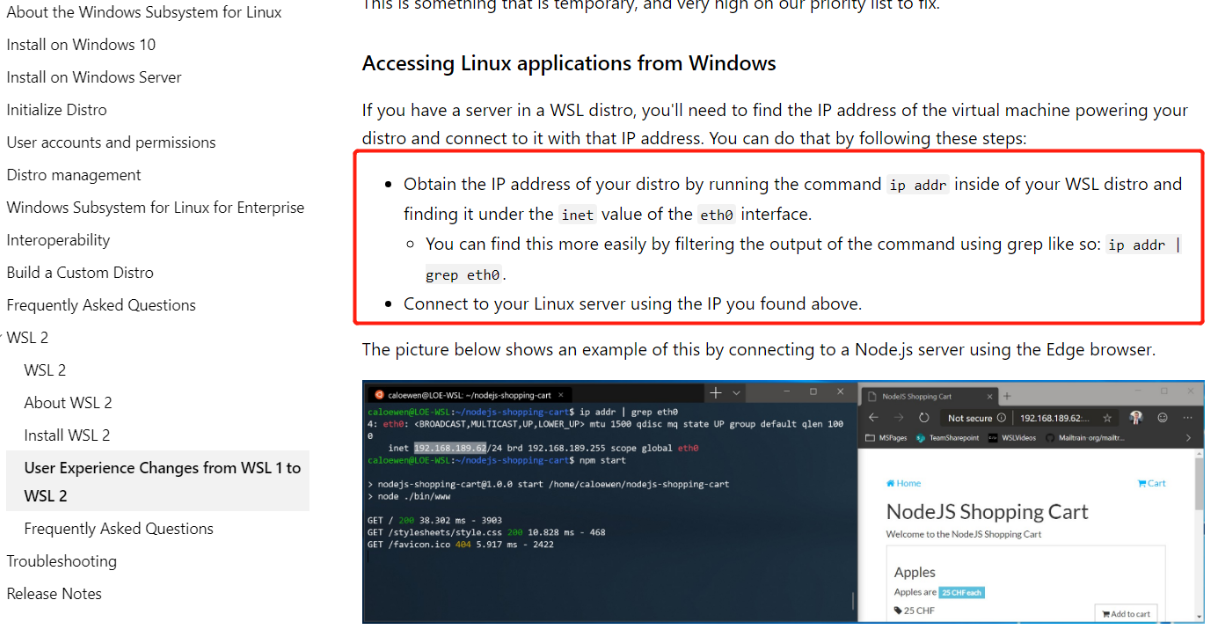 About the Windows Subsystem for Linux
Install on Windows 10
Install on Windows Server
Initialize Distro
User accounts and permissions
Distro management
Windows Subsystem for Linux for Enterprise
Interoperability
Build a Custom Distro
Frequently Asked Questions
WSL 2
WSL 2
About WSL 2
Install WSL 2
User Experience Changes from WSL 1 to
WSL 2
Frequently Asked Questions
Troubleshooting
Release Notes
This is something that is temporary, and very high on our priority list to fix.
Accessing Linux applications from Windows
If you have a server in a WSL distro, you'll need to find the IP address of the virtual machine powering your
distro and connect to it with that IP address. You can do that by following these steps:
• Obtain the IP address of your distro by running the command ip addr inside of your WSL distro and
finding it under the inet value of the eth0 interface.
○ You can find this more easily by filtering the output of the command using grep like so: ip addr |
grep eth0.
• Connect to your Linux server using the IP you found above.
The picture below shows an example of this by connecting to a Node.js server using the Edge browser.
caloewen@LOE-WSL: ~/nodejs-shopping-cart
caloewen@LOE-WSL:~/nodejs-shopping-cart$ ip addr | grep eth0
4: eth0: <BROADCAST,MULTICAST,UP,LOWER_UP> mtu 1500 qdisc mq state UP group default qlen 100
0
inet 192.168.189.62/24 brd 192.168.189.255 scope global eth0
caloewen@LOE-WSL:~/nodejs-shopping-cart$ npm start
> nodejs-shopping-cart@1.0.0 start /home/caloewen/nodejs-shopping-cart
> node ./bin/www
GET / 200 38.302 ms - 3903
GET /stylesheets/style.css 200 10.828 ms - 468
GET /favicon.ico 404 5.917 ms - 2422
NodeJS Shopping Cart
Not secure 192.168.189.62:...
MSPages TeamSharepoint WSLVideos Mailtrain-org/mailtr...
Home Cart
NodeJS Shopping Cart
Welcome to the NodeJS Shopping Cart
Apples
Apples are 25 CHF each
25 CHF
Add to cart